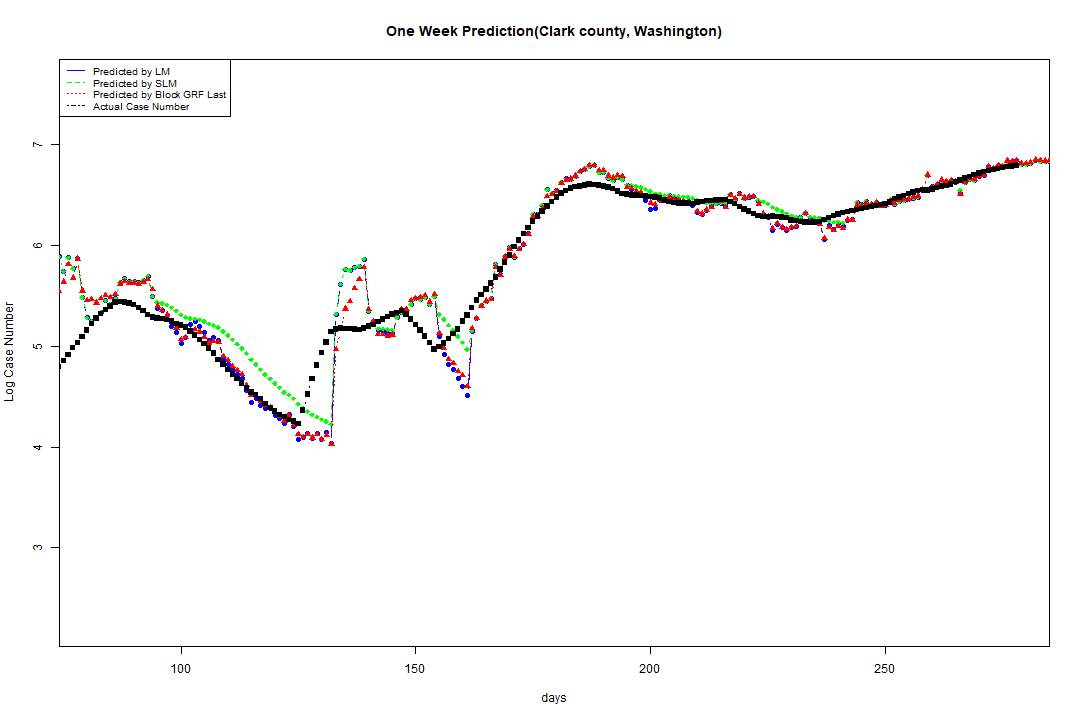 One Week Prediction(Clark county, Washington)
Predicted by LM
Predicted by SLM
Predicted by Block GRF Last
Actual Case Number
7
6
5
4
3
Log Case Number
100 150 200 250
days